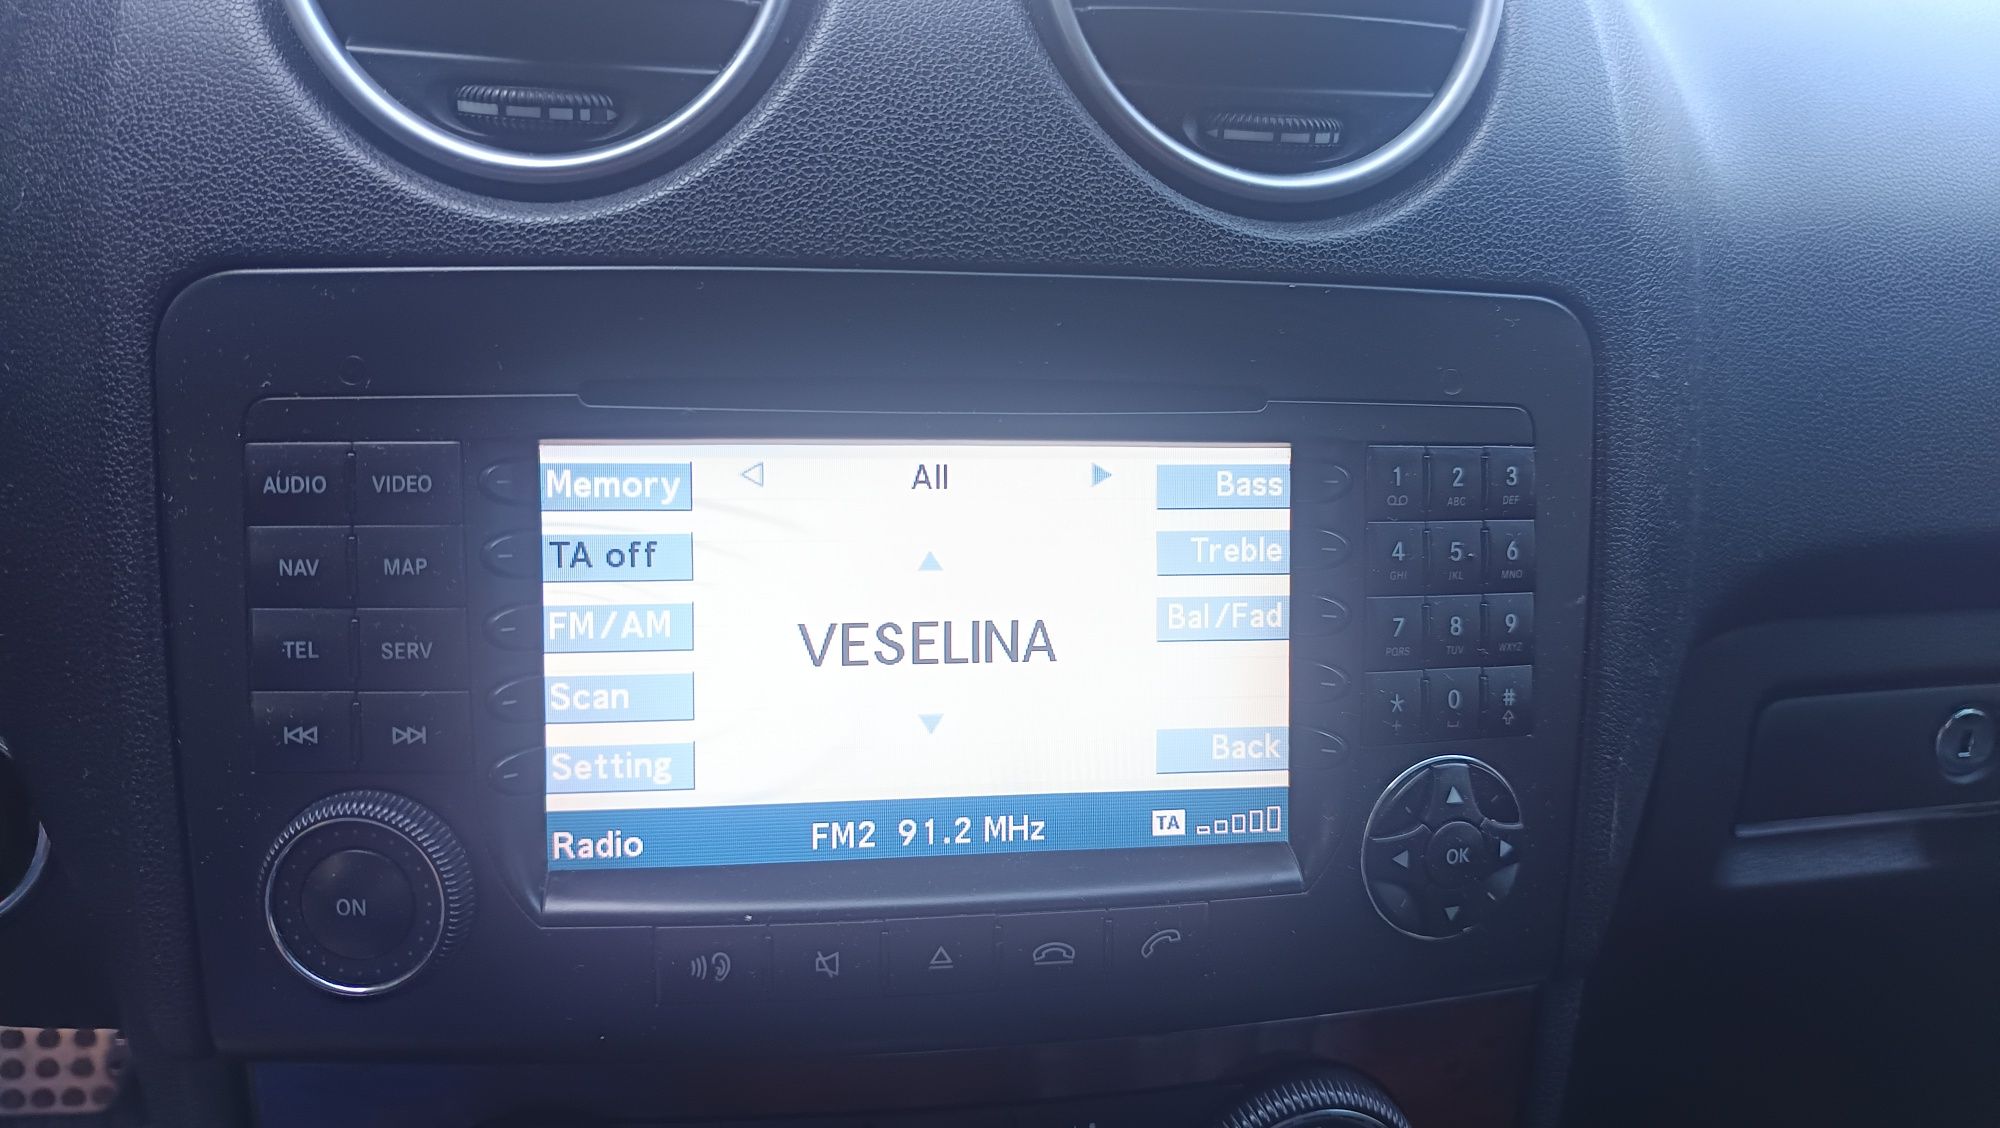 AUDIO VIDEO
NAV MAP
TEL SERV
ON
Memory
TA off
FM/AM
Scan
Setting
All
VESELINA
Bass
Treble
Bal/Fad
Back
Radio FM2 91.2 MHz TA
1 2 3
ABC DEF
4 5 6
GHI JKL MNO
7 8 9
PQRS TUV WXYZ
* 0 #
+
OK